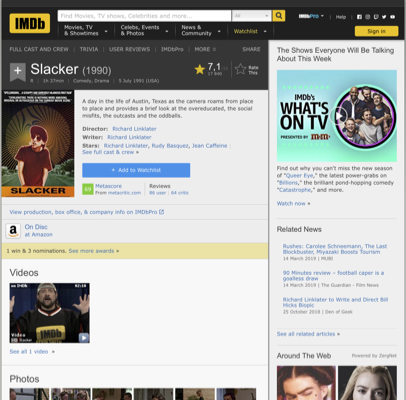 IMDb
Find Movies, TV shows, Celebrities and more...
All
Movies, TV
& Showtimes
Celebs, Events
& Photos
News &
Community
Watchlist
IMDbPro
Help
Sign in
FULL CAST AND CREW | TRIVIA | USER REVIEWS | IMDbPro | MORE
SHARE
Slacker (1990)
7,1
Rate
This
1h 37min | Comedy, Drama | 5 July 1991 (USA)
SLACKER
A day in the life of Austin, Texas as the camera roams from place
to place and provides a brief look at the overeducated, the social
misfits, the outcasts and the oddballs.
Director: Richard Linklater
Writer: Richard Linklater
Stars: Richard Linklater, Rudy Basquez, Jean Caffeine
See full cast & crew »
+ Add to Watchlist
Metascore
From metacritic.com
Reviews
86 user | 64 critic
View production, box office, & company info on IMDbPro
On Disc
at Amazon
1 win & 3 nominations. See more awards »
Videos
on IMDb
IMDb
Video
See all 1 video »
Photos
The Shows Everyone Will Be Talking
About This Week
IMDb's
WHAT'S
ON TV
PRESENTED BY
Find out why you can't miss the new season
of "Queer Eye," the latest power-grabs on
"Billions," the brilliant pond-hopping comedy
"Catastrophe," and more.
Watch now »
Related News
Rushes: Carolee Schneemann, The Last
Blockbuster, Miyazaki Boosts Tourism
14 March 2019 | MUBI
90 Minutes review – football caper is a
goalless draw
14 March 2019 | The Guardian - Film News
Richard Linklater to Write and Direct Bill
Hicks Biopic
25 October 2018 | Den of Geek
See all related articles »
Around The Web
Powered by ZergNet